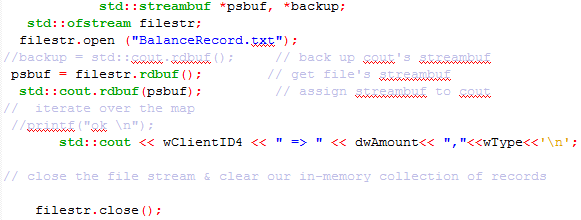 std::streambuf *psbuf, *backup;
std::ofstream filestr;
filestr.open ("BalanceRecord.txt");
//backup = std::cout.rdbuf();     // back up cout's streambuf
psbuf = filestr.rdbuf();        // get file's streambuf
std::cout.rdbuf(psbuf);        // assign streambuf to cout
//  iterate over the map
//printf("ok \n");
std::cout << wClientID4 << " => " << dwAmount<< ","<<wType<<'\n';
// close the file stream & clear our in-memory collection of records
filestr.close();